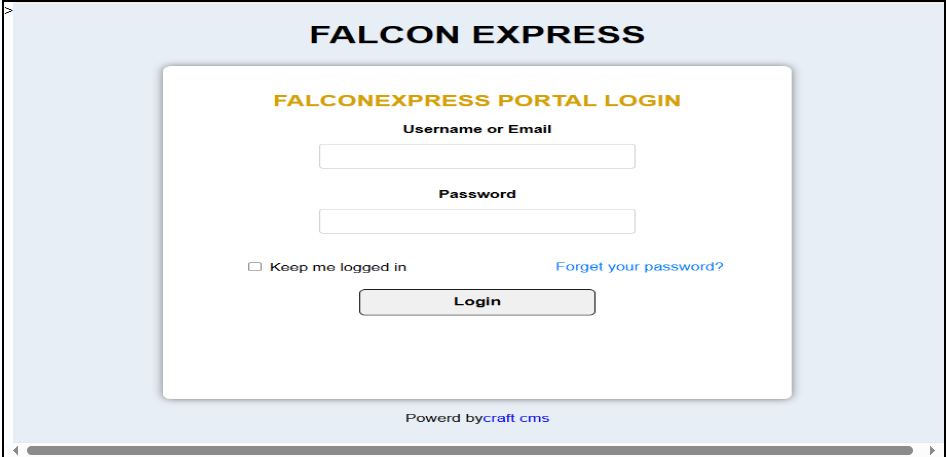 >
FALCON EXPRESS
FALCONEXPRESS PORTAL LOGIN
Username or Email
Password
Keep me logged in
Forget your password?
Login
Powerd bycraft cms